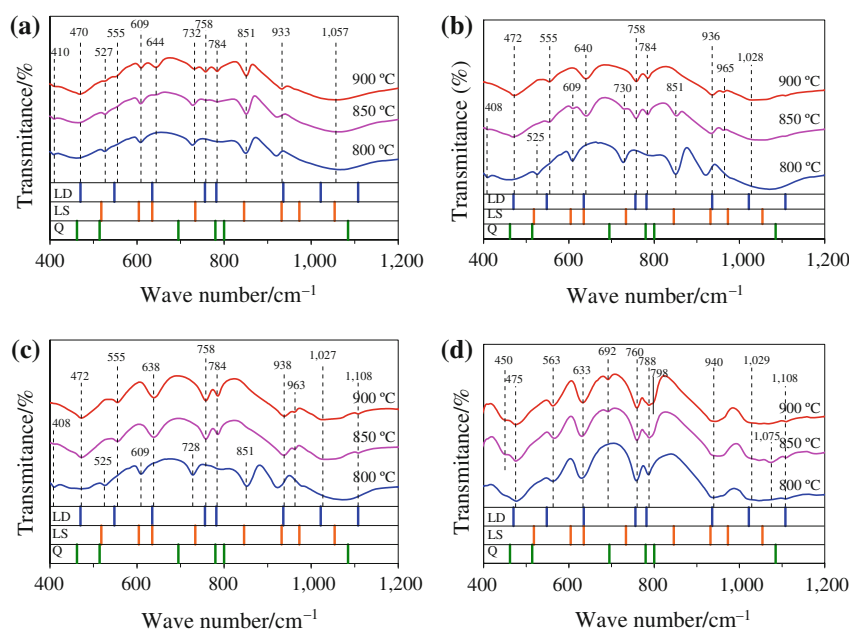 (a)
609 758
470 555 732 851 933 1,057
410 527 644 784
900 ºC
850 ºC
800 ºC
Transmitance/%
LD
LS
Q
400 600 800 1,000 1,200
Wave number/cm⁻¹
(b)
758
472 555 640 784 936 1,028
965
900 ºC
609 730 851
408
850 ºC
525
800 ºC
Transmitance (%)
LD
LS
Q
400 600 800 1,000 1,200
Wave number/cm⁻¹
(c)
758
472 555 638 784 938 1,027
963 1,108
900 ºC
408
850 ºC
525 609 728 851
800 ºC
Transmitance/%
LD
LS
Q
400 600 800 1,000 1,200
Wave number/cm⁻¹
(d)
692 760
450 563 633 788 940 1,029
475 798 1,108
900 ºC
1,075
850 ºC
800 ºC
Transmitance/%
LD
LS
Q
400 600 800 1,000 1,200
Wave number/cm⁻¹